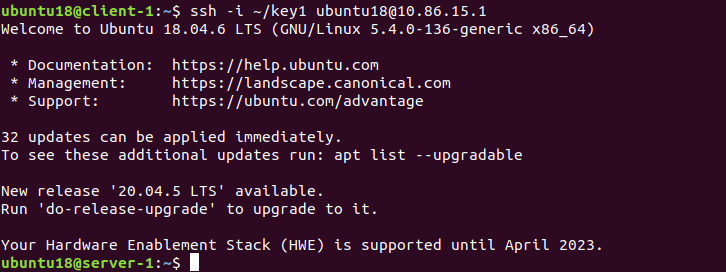 ubuntu18@client-1:~$ ssh -i ~/key1 ubuntu18@10.86.15.1
Welcome to Ubuntu 18.04.6 LTS (GNU/Linux 5.4.0-136-generic x86_64)
* Documentation:  https://help.ubuntu.com
* Management:     https://landscape.canonical.com
* Support:        https://ubuntu.com/advantage
32 updates can be applied immediately.
To see these additional updates run: apt list --upgradable
New release '20.04.5 LTS' available.
Run 'do-release-upgrade' to upgrade to it.
Your Hardware Enablement Stack (HWE) is supported until April 2023.
ubuntu18@server-1:~$